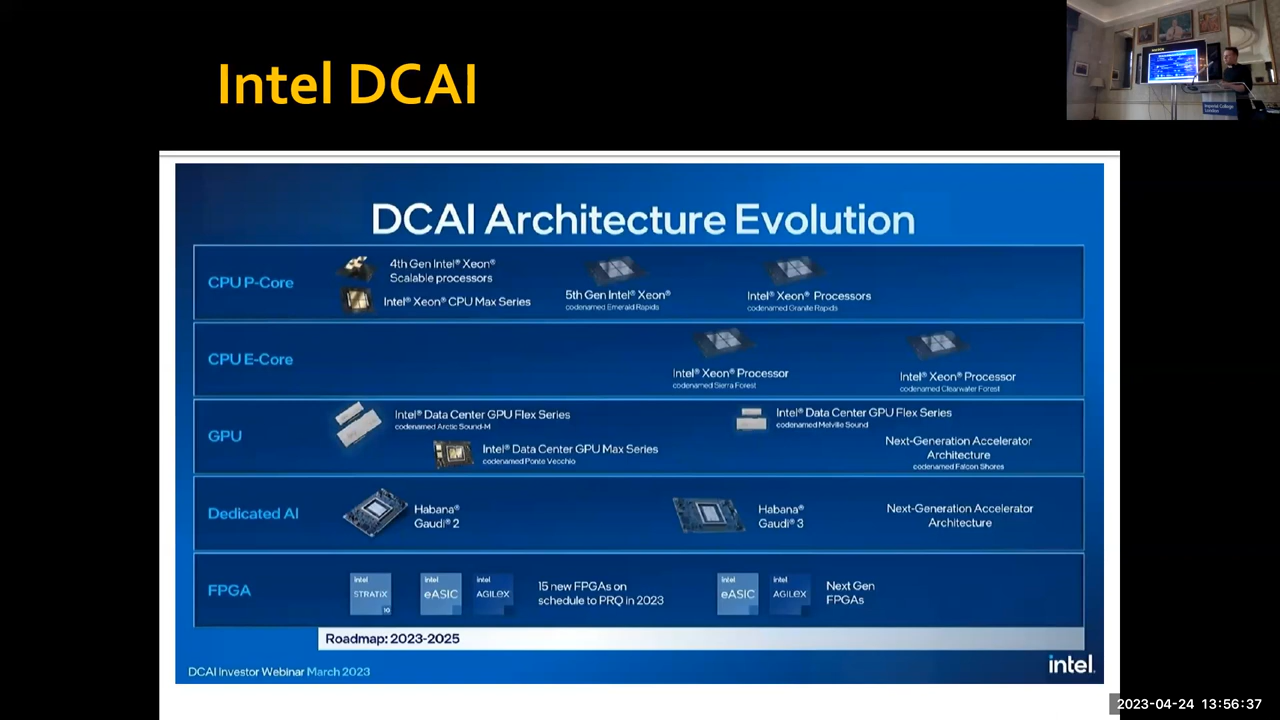 Intel DCAI
DCAI Architecture Evolution
CPU P-Core
4th Gen Intel® Xeon®
Scalable processors
Intel® Xeon® CPU Max Series
5th Gen Intel® Xeon®
codenamed Emerald Rapids
Intel® Xeon® Processors
codenamed Granite Rapids
CPU E-Core
Intel® Xeon® Processor
codenamed Sierra Forest
Intel® Xeon® Processor
codenamed Clearwater Forest
GPU
Intel® Data Center GPU Flex Series
codenamed Arctic Sound-M
Intel® Data Center GPU Max Series
codenamed Ponte Vecchio
Intel® Data Center GPU Flex Series
codenamed Melville Sound
Next-Generation Accelerator
Architecture
codenamed Falcon Shores
Dedicated AI
Habana®
Gaudi® 2
Habana®
Gaudi® 3
Next-Generation Accelerator
Architecture
FPGA
intel
STRATIX
10
intel
eASIC
intel
AGILEX
15 new FPGAs on
schedule to PRQ in 2023
intel
eASIC
intel
AGILEX
Next Gen
FPGAs
Roadmap: 2023-2025
DCAI Investor Webinar March 2023
intel.
Imperial College
London
2023-04-24 13:56:37